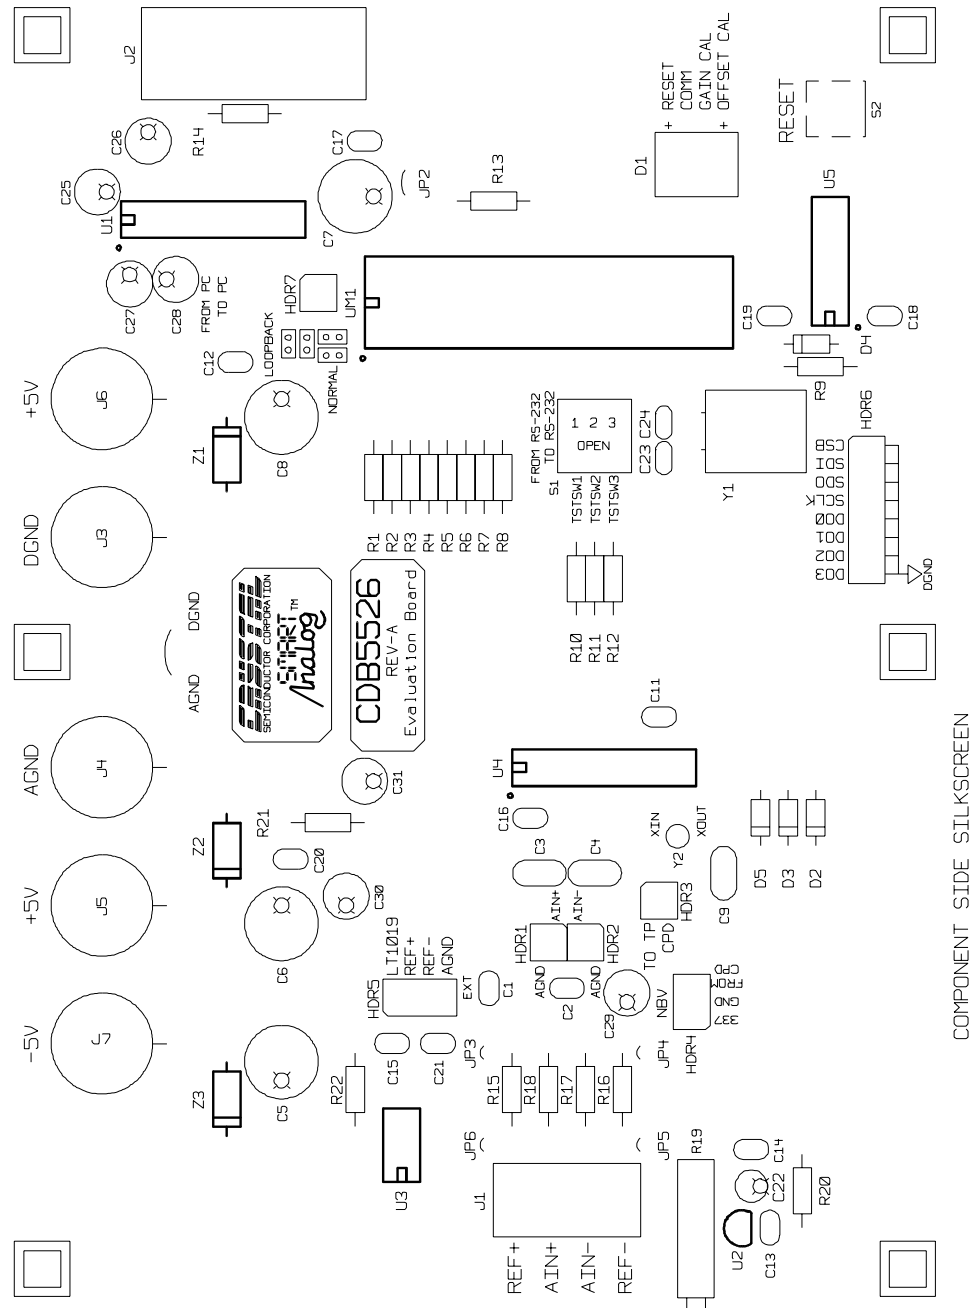 J2
C26
R14
C17
C25
U1
C7
JP2
R13
D1
+ RESET
COMM
GAIN CAL
+ OFFSET CAL
RESET
S2
U5
C27
C28
FROM PC
TO PC
HDR7
UM1
C19
C18
D4
R9
C12
LOOPBACK
NORMAL
+5V
J6
Z1
C8
FROM RS-232
TO RS-232
S1
1 2 3
OPEN
TSTSW1
TSTSW2
TSTSW3
C23
C24
Y1
HDR6
CSB
SDI
SDO
SCLK
DO0
DO1
DO2
DO3
DGND
DGND
J3
R1
R2
R3
R4
R5
R6
R7
R8
R10
R11
R12
AGND
DGND
CRYSTAL
SEMICONDUCTOR CORPORATION
SMART™
Analog
CDB5526
REV-A
Evaluation Board
C11
AGND
J4
C31
U4
R21
Z2
C20
C16
XIN
XOUT
Y2
C3
C4
D5
D3
D2
C9
+5V
J5
C6
C30
AIN+
AIN-
HDR1
HDR2
HDR3
TO TP
CPD
LT1019
REF+
REF-
AGND
HDR5
EXT
C1
AGND
C2
AGND
C29
NBV
CPD
FROM
GND
HDR4
-5V
J7
Z3
C5
R22
C15
C21
JP3
JP4
R15
R18
R17
R16
U3
JP6
JP5
J1
REF+
AIN+
AIN-
REF-
R19
C14
C22
R20
U2
C13
COMPONENT SIDE SILKSCREEN